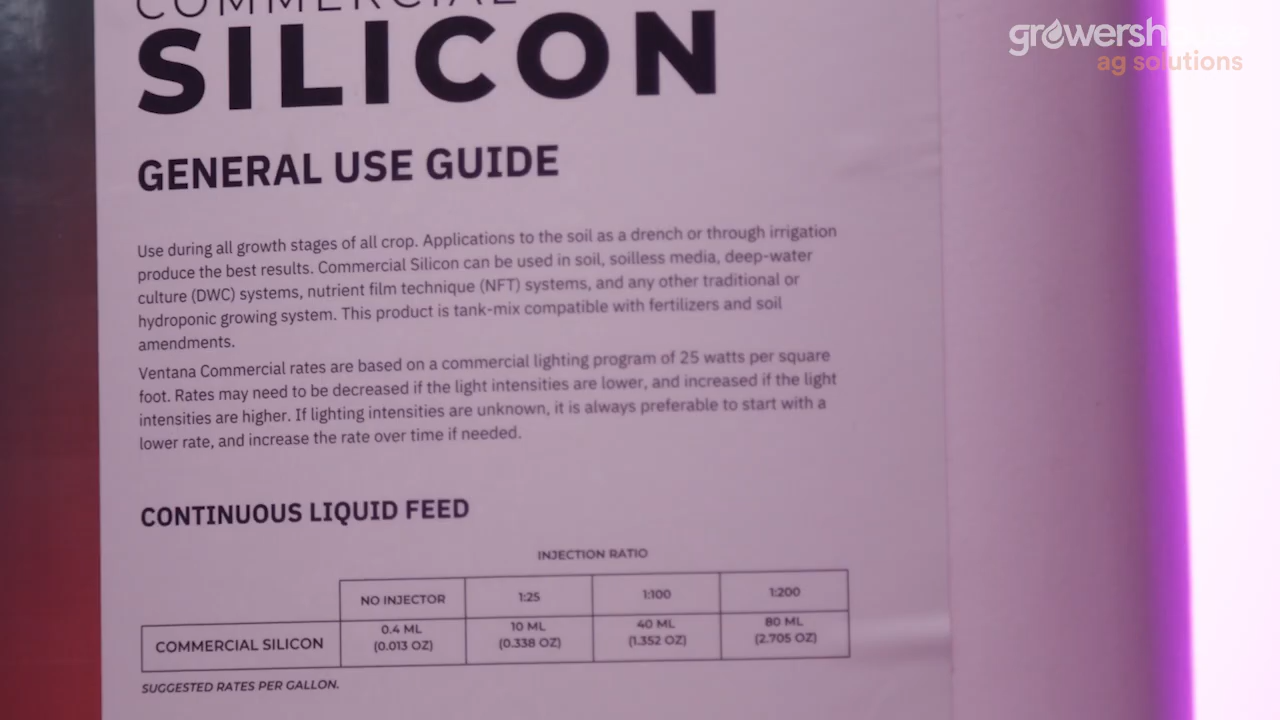 COMMERCIAL
SILICON
growershouse
ag solutions
GENERAL USE GUIDE
Use during all growth stages of all crop. Applications to the soil as a drench or through irrigation
produce the best results. Commercial Silicon can be used in soil, soilless media, deep-water
culture (DWC) systems, nutrient film technique (NFT) systems, and any other traditional or
hydroponic growing system. This product is tank-mix compatible with fertilizers and soil
amendments.
Ventana Commercial rates are based on a commercial lighting program of 25 watts per square
foot. Rates may need to be decreased if the light intensities are lower, and increased if the light
intensities are higher. If lighting intensities are unknown, it is always preferable to start with a
lower rate, and increase the rate over time if needed.
CONTINUOUS LIQUID FEED
INJECTION RATIO
NO INJECTOR 1:25 1:100 1:200
COMMERCIAL SILICON 0.4 ML (0.013 OZ) 10 ML (0.338 OZ) 40 ML (1.352 OZ) 80 ML (2.705 OZ)
SUGGESTED RATES PER GALLON.